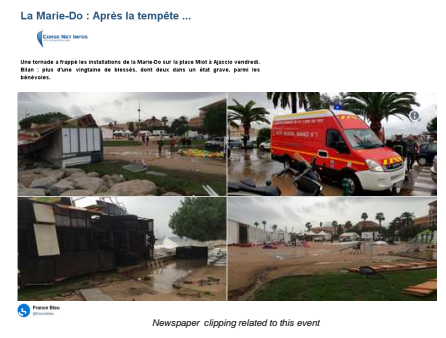 La Marie-Do : Après la tempête ...
CORSE NET INFOS
Une tornade a frappé les installations de la Marie-Do sur la place Miot à Ajaccio vendredi.
Bilan : plus d'une vingtaine de blessés, dont deux dans un état grave, parmi les
bénévoles.
France Bleu
@francebleu
Newspaper clipping related to this event